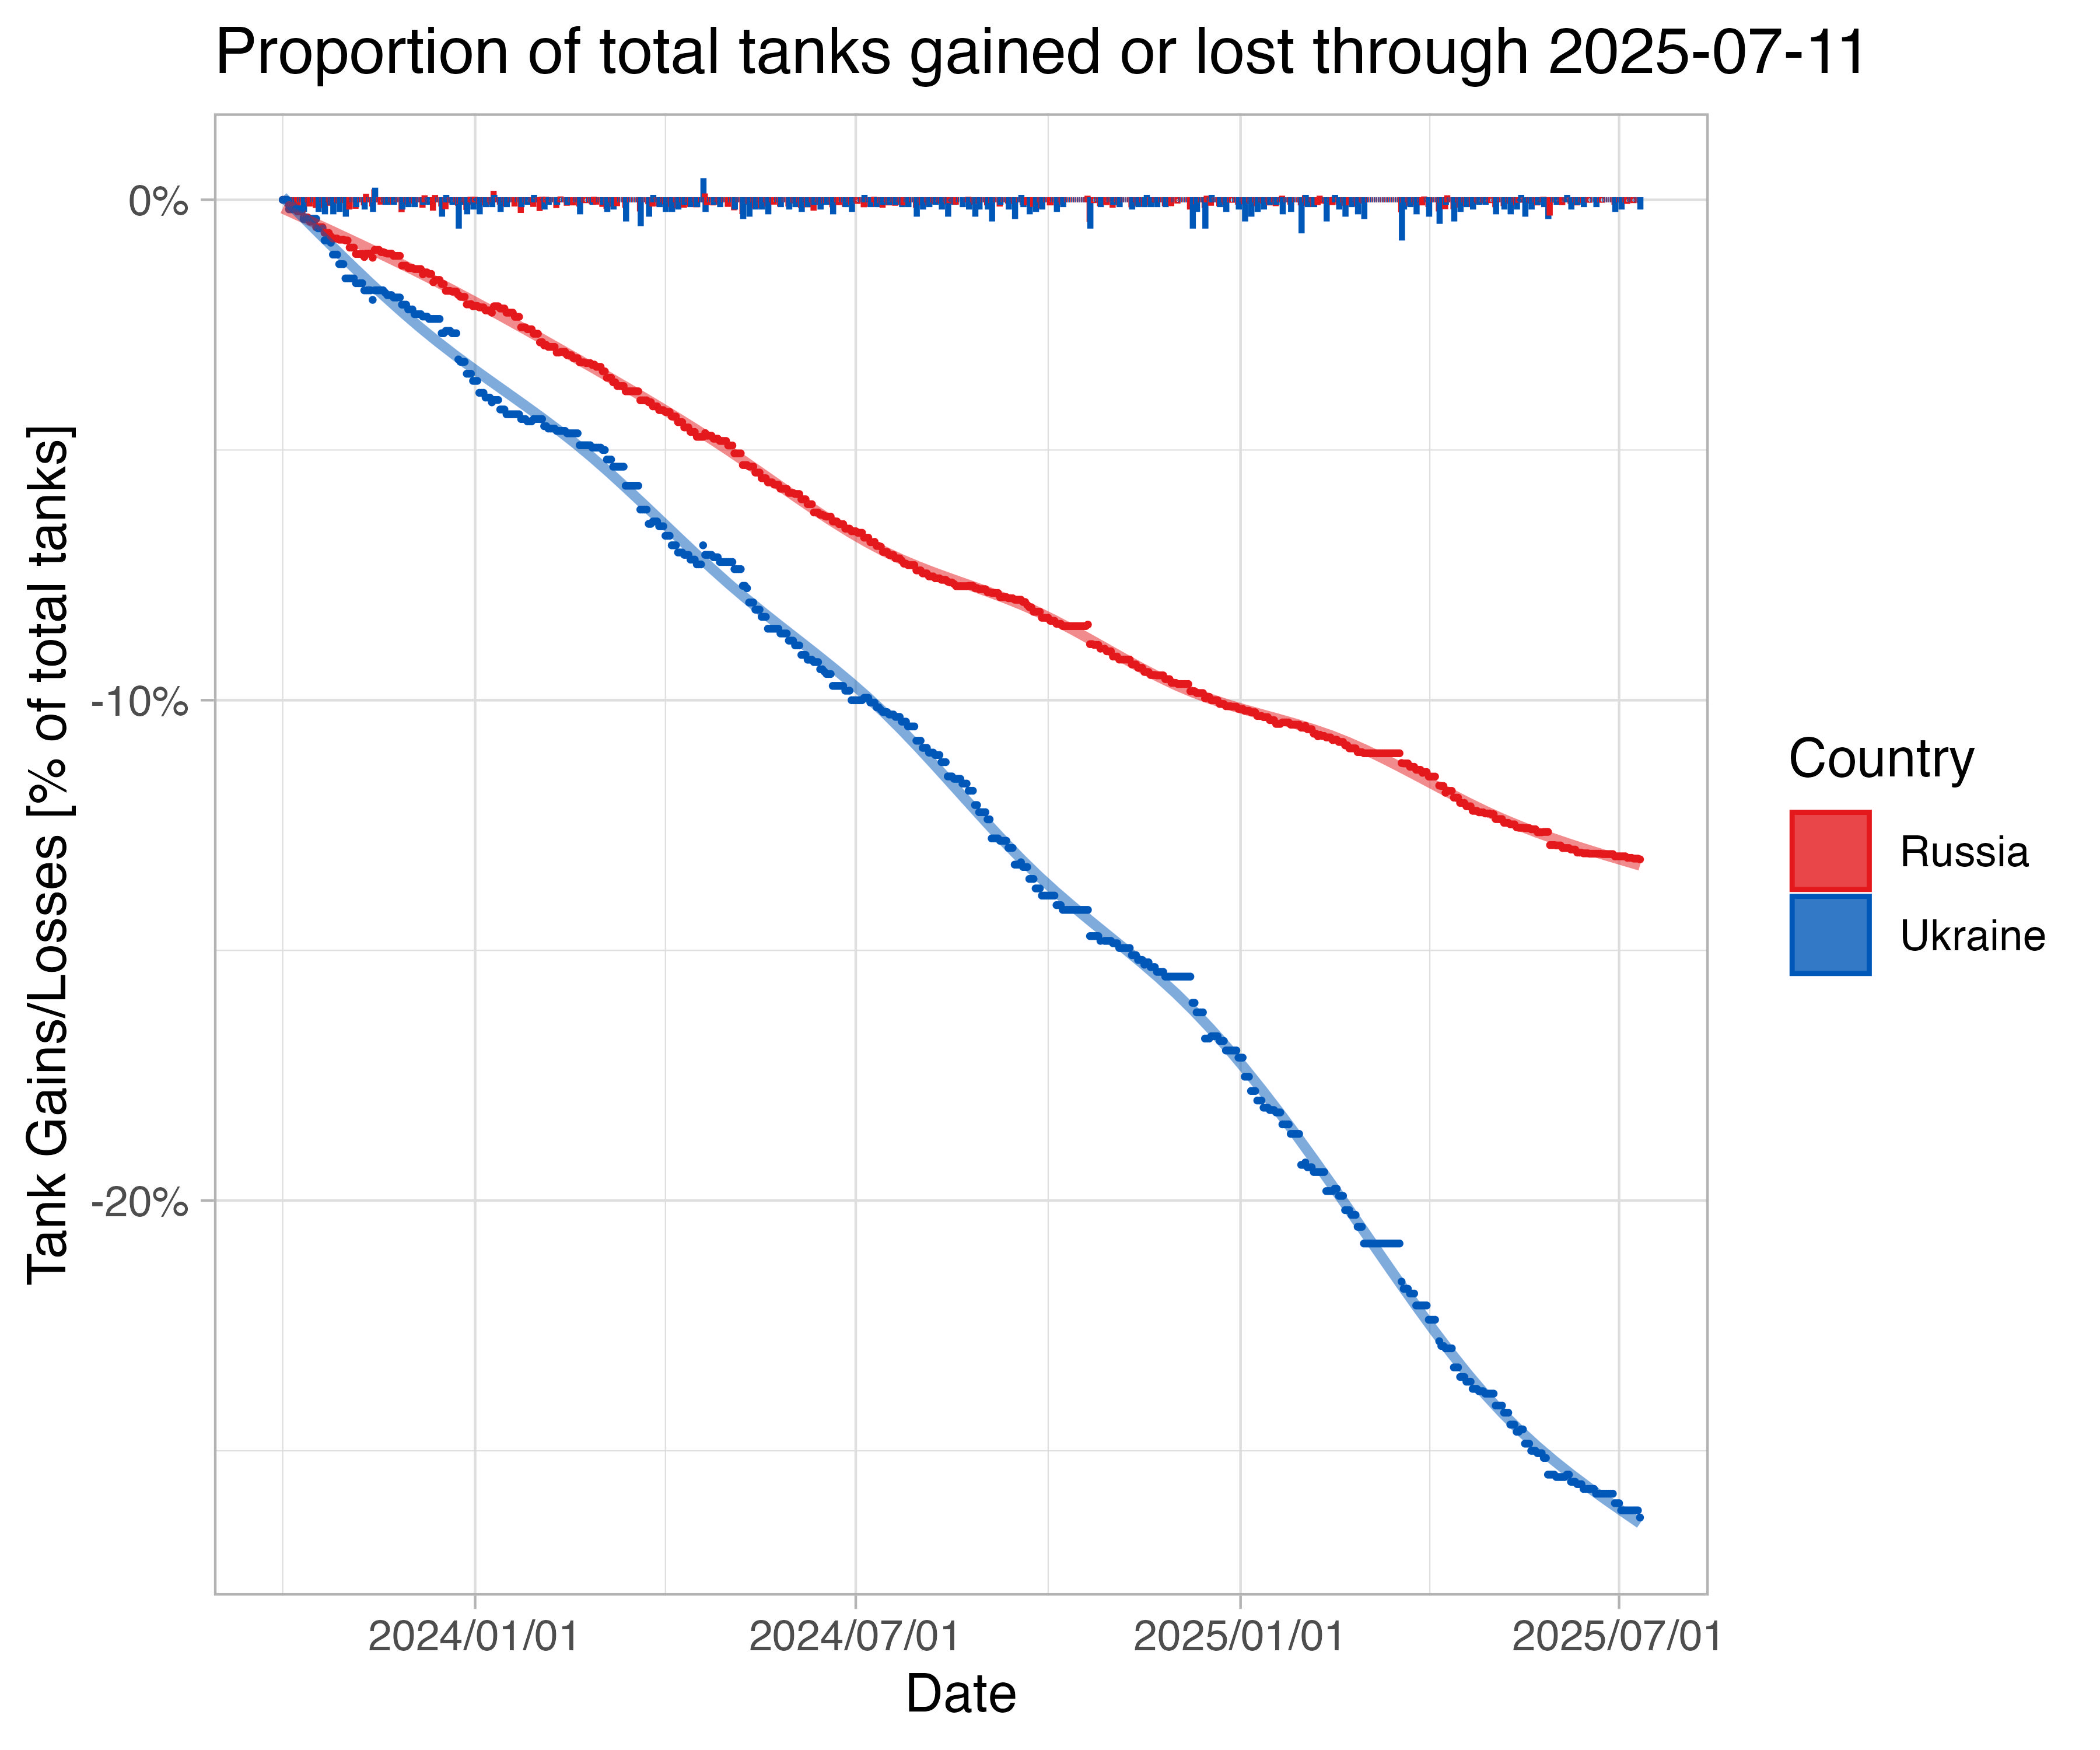 Proportion of total tanks gained or lost through 2025-07-11
Tank Gains/Losses [% of total tanks]
0%
-10%
-20%
2024/01/01
2024/07/01
2025/01/01
2025/07/01
Date
Country
Russia
Ukraine